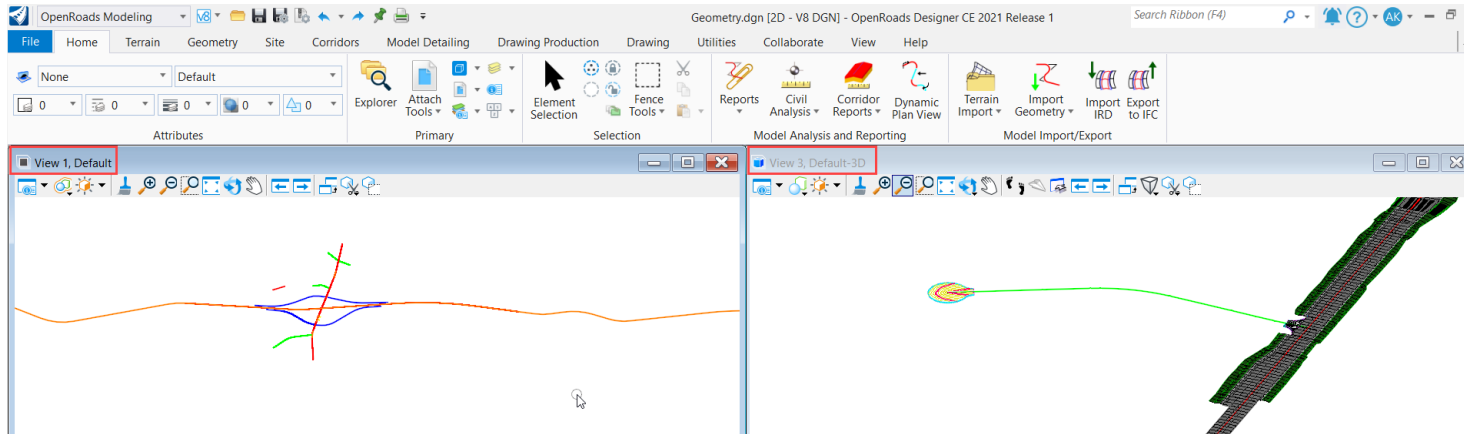 OpenRoads Modeling V8 Geometry.dgn [2D - V8 DGN] - OpenRoads Designer CE 2021 Release 1 Search Ribbon (F4) ? AK
File Home Terrain Geometry Site Corridors Model Detailing Drawing Production Drawing Utilities Collaborate View Help
None Default
0 0 0 0 0
Explorer Attach Tools
Element Selection Fence Tools
Reports Civil Analysis Corridor Reports Dynamic Plan View
Terrain Import Import Geometry Import IRD Export to IFC
Attributes Primary Selection Model Analysis and Reporting Model Import/Export
View 1, Default View 3, Default-3D